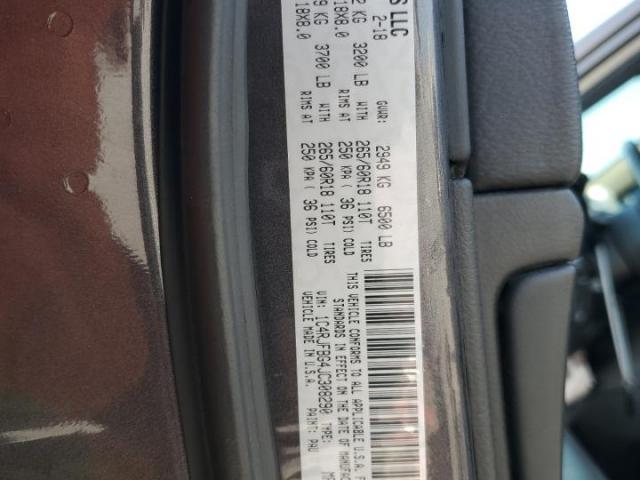 S LLC
2-18 GVWR: 2949 KG 6500 LB
KG 3200 LB WITH 265/60R18 110T TIRES
18X8.0 RIMS AT 250 KPA ( 36 PSI) COLD
KG 3700 LB WITH 265/60R18 110T TIRES
18X8.0 RIMS AT 250 KPA ( 36 PSI) COLD
THIS VEHICLE CONFORMS TO ALL APPLICABLE U.S.A.
STANDARDS IN EFFECT ON THE DATE OF
VIN: 1C4RJFBG4JC308290 TYPE:
VEHICLE MADE IN U.S.A. PAINT: PAU